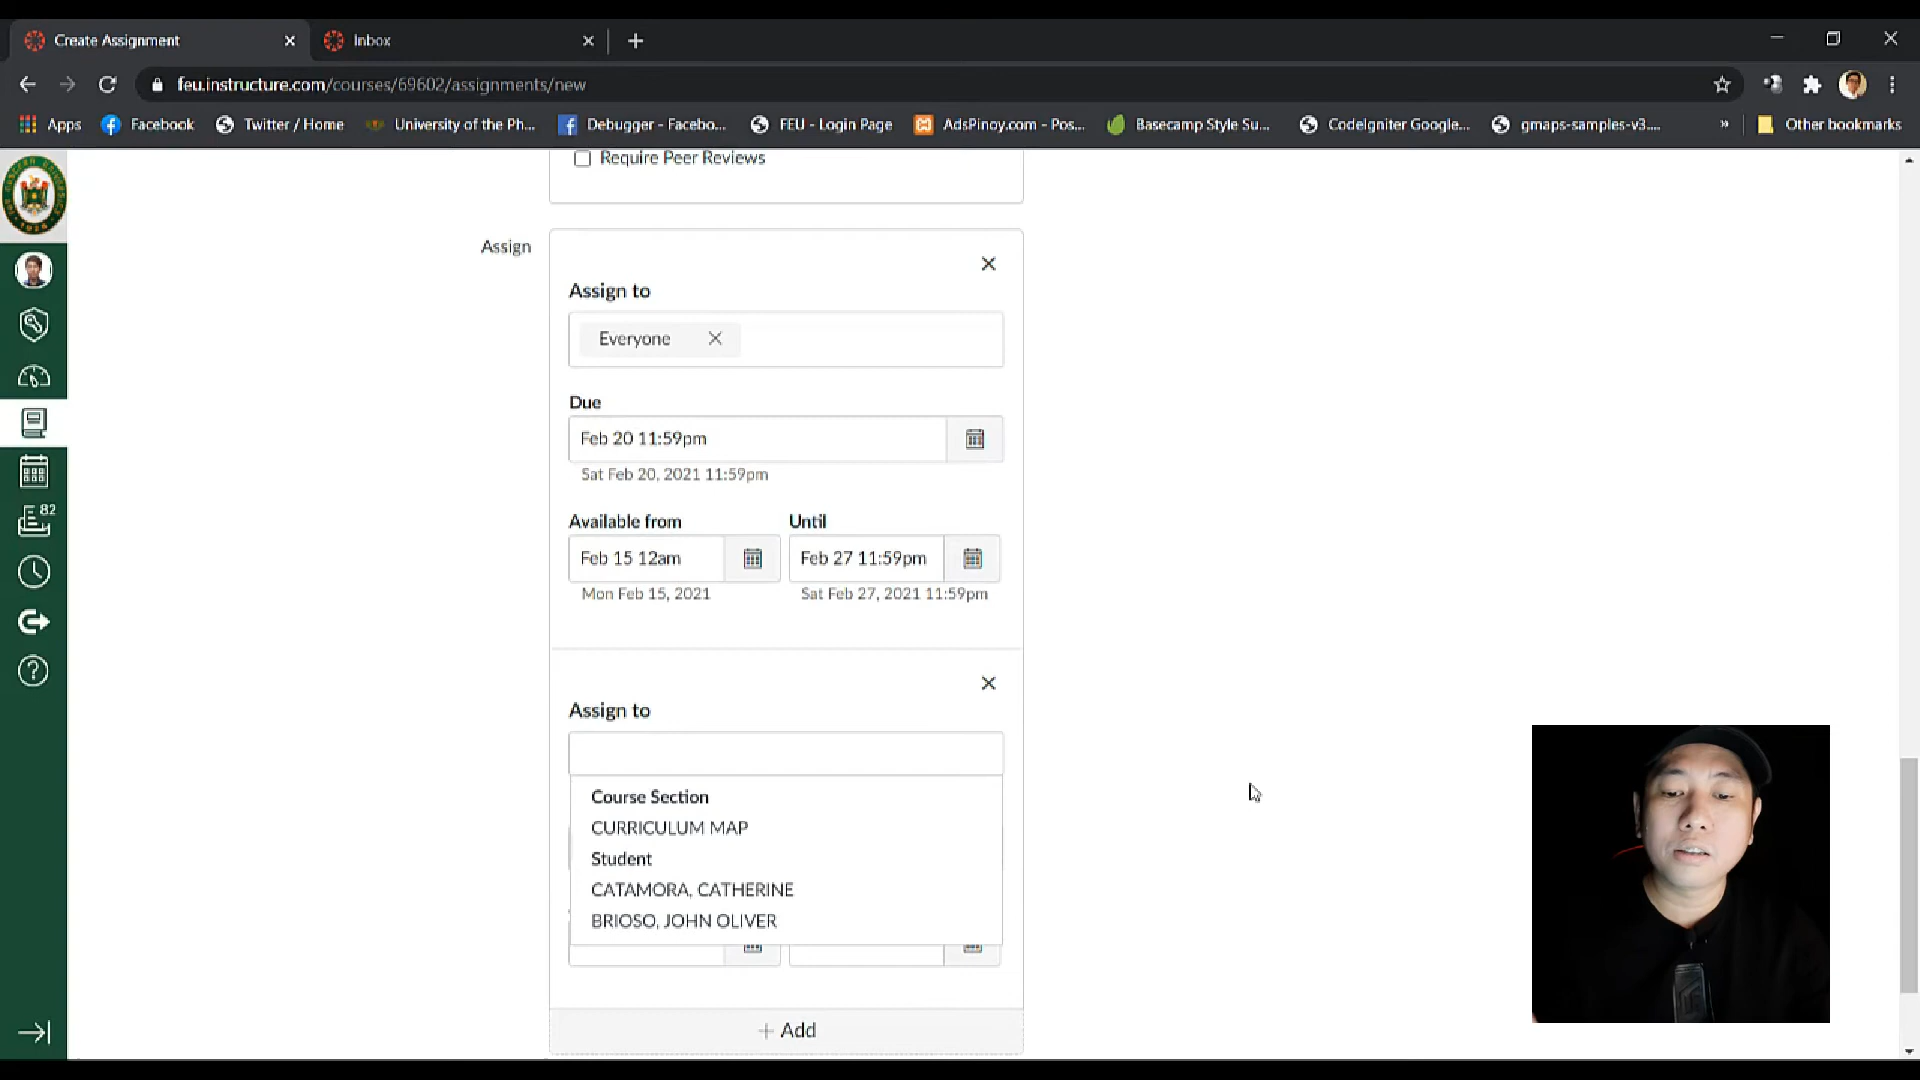 Create Assignment
Inbox
feu.instructure.com/courses/69602/assignments/new
Apps
Facebook
Twitter / Home
University of the Ph...
Debugger - Facebo...
FEU - Login Page
AdsPinoy.com - Pos...
Basecamp Style Su...
CodeIgniter Google...
gmaps-samples-v3....
»
Other bookmarks
Require Peer Reviews
Assign
Assign to
Everyone
Due
Feb 20 11:59pm
Sat Feb 20, 2021 11:59pm
Available from
Until
Feb 15 12am
Feb 27 11:59pm
Mon Feb 15, 2021
Sat Feb 27, 2021 11:59pm
82
Assign to
Course Section
CURRICULUM MAP
Student
CATAMORA, CATHERINE
BRIOSO, JOHN OLIVER
+ Add